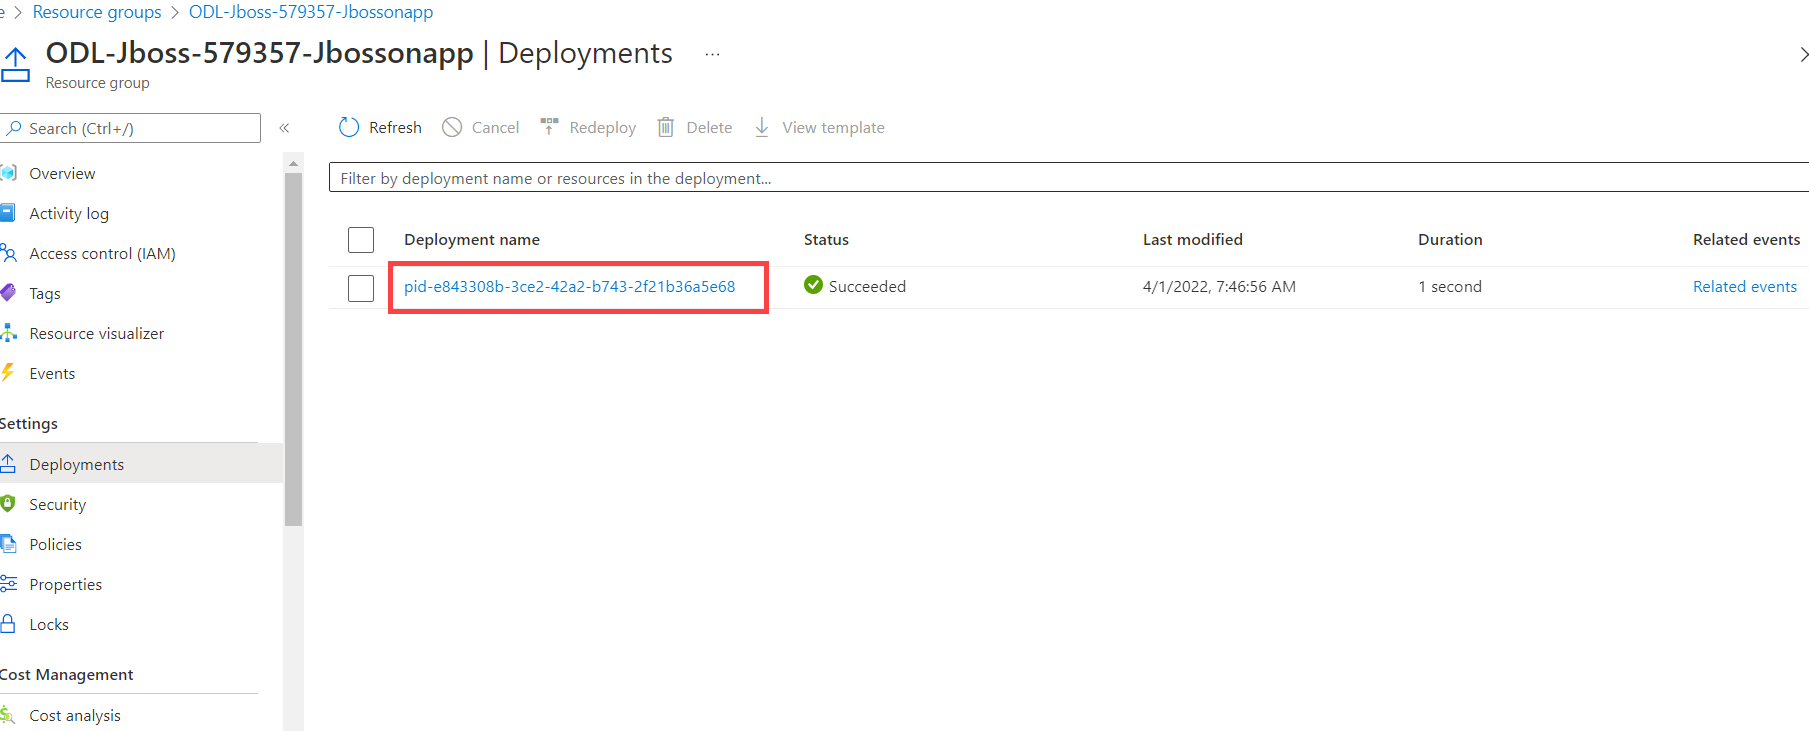 e > Resource groups > ODL-Jboss-579357-Jbossonapp
ODL-Jboss-579357-Jbossonapp | Deployments ...
Resource group
Search (Ctrl+/)
«
Refresh
Cancel
Redeploy
Delete
View template
Filter by deployment name or resources in the deployment...
Overview
Activity log
Access control (IAM)
Tags
Resource visualizer
Events
Settings
Deployments
Security
Policies
Properties
Locks
Cost Management
Cost analysis
Deployment name Status Last modified Duration Related events
pid-e843308b-3ce2-42a2-b743-2f21b36a5e68 Succeeded 4/1/2022, 7:46:56 AM 1 second Related events